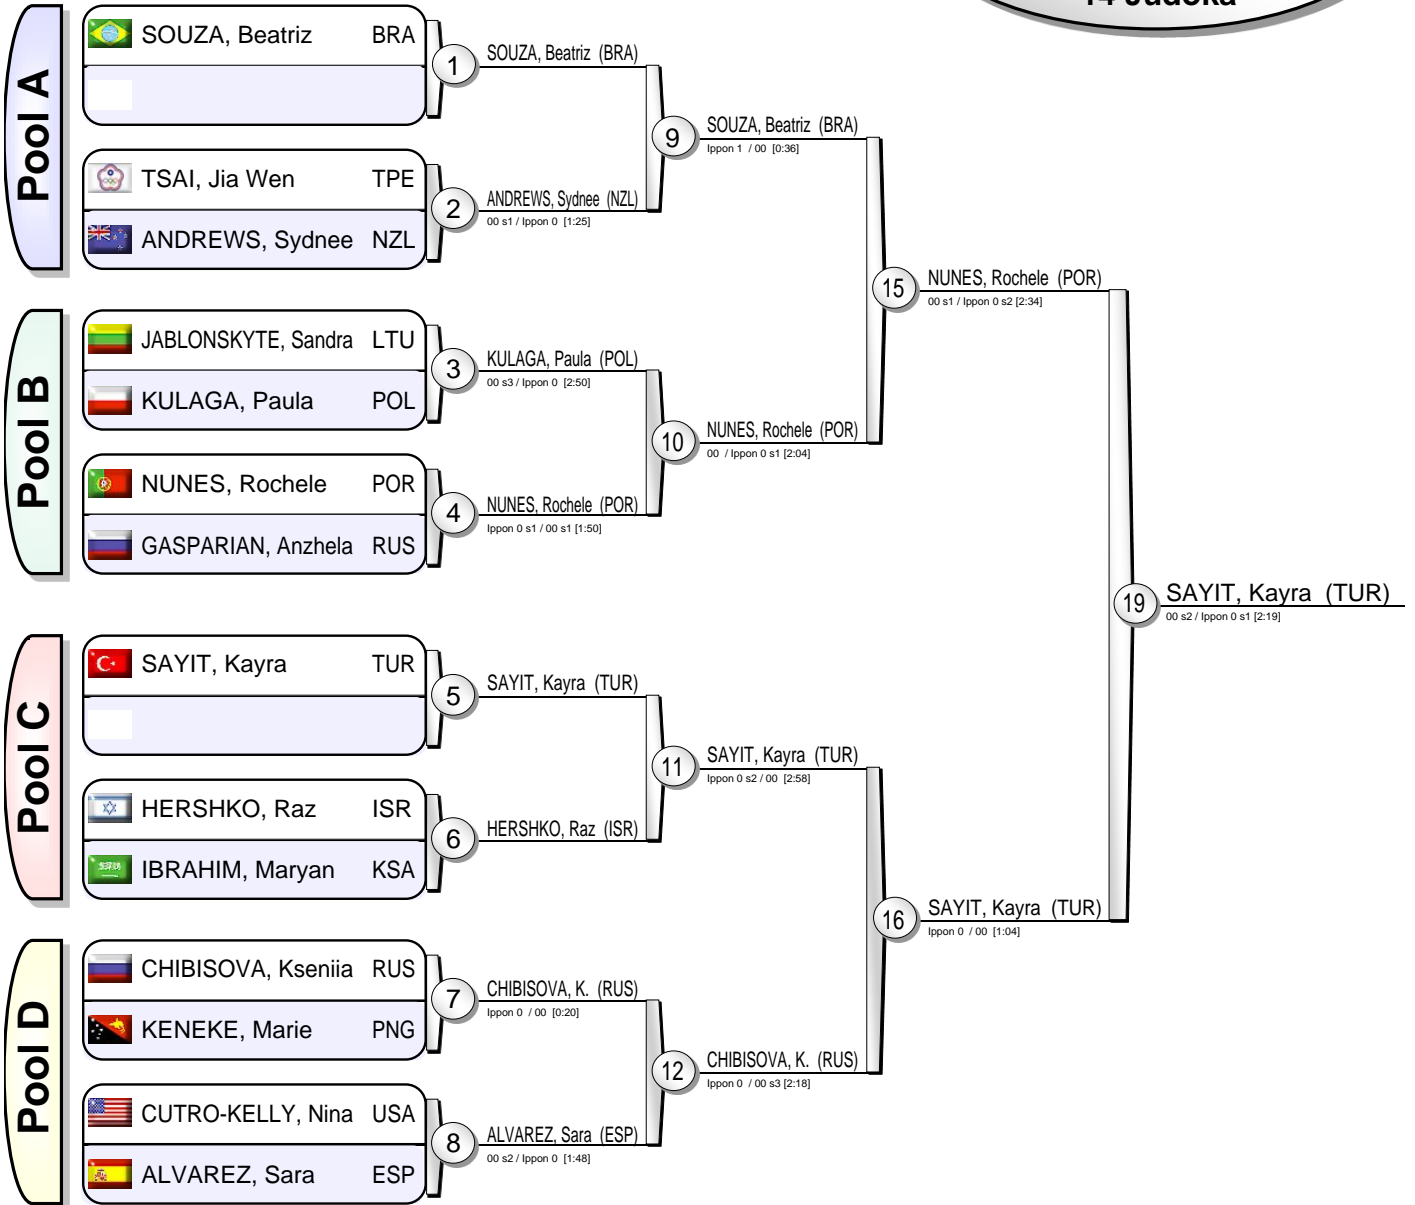 14 Judoka
Pool A
SOUZA, Beatriz BRA
TSAI, Jia Wen TPE
ANDREWS, Sydnee NZL
Pool B
JABLONSKYTE, Sandra LTU
KULAGA, Paula POL
NUNES, Rochele POR
GASPARIAN, Anzhela RUS
Pool C
SAYIT, Kayra TUR
HERSHKO, Raz ISR
IBRAHIM, Maryan KSA
Pool D
CHIBISOVA, Kseniia RUS
KENEKE, Marie PNG
CUTRO-KELLY, Nina USA
ALVAREZ, Sara ESP
1
SOUZA, Beatriz (BRA)
2
ANDREWS, Sydnee (NZL)
00 s1 / Ippon 0 [1:25]
3
KULAGA, Paula (POL)
00 s3 / Ippon 0 [2:50]
4
NUNES, Rochele (POR)
Ippon 0 s1 / 00 s1 [1:50]
5
SAYIT, Kayra (TUR)
6
HERSHKO, Raz (ISR)
7
CHIBISOVA, K. (RUS)
Ippon 0 / 00 [0:20]
8
ALVAREZ, Sara (ESP)
00 s2 / Ippon 0 [1:48]
9
SOUZA, Beatriz (BRA)
Ippon 1 / 00 [0:36]
10
NUNES, Rochele (POR)
00 / Ippon 0 s1 [2:04]
11
SAYIT, Kayra (TUR)
Ippon 0 s2 / 00 [2:58]
12
CHIBISOVA, K. (RUS)
Ippon 0 / 00 s3 [2:18]
15
NUNES, Rochele (POR)
00 s1 / Ippon 0 s2 [2:34]
16
SAYIT, Kayra (TUR)
Ippon 0 / 00 [1:04]
19
SAYIT, Kayra (TUR)
00 s2 / Ippon 0 s1 [2:19]